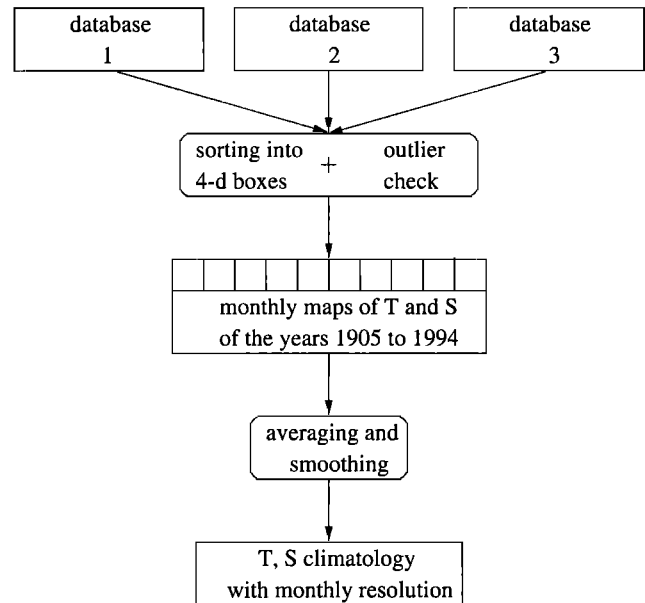 database
1
database
2
database
3
sorting into
4-d boxes
+
outlier
check
monthly maps of T and S
of the years 1905 to 1994
averaging and
smoothing
T, S climatology
with monthly resolution